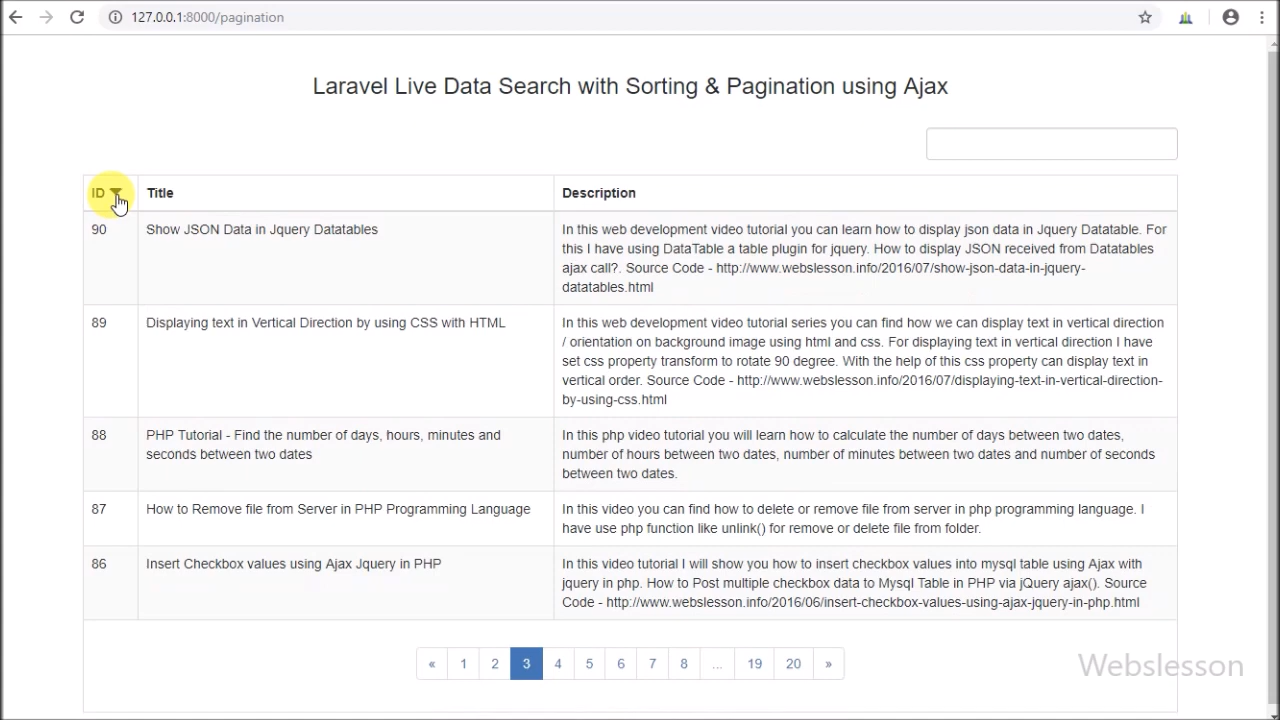 127.0.0.1:8000/pagination
Laravel Live Data Search with Sorting & Pagination using Ajax
ID Title Description
90 Show JSON Data in Jquery Datatables In this web development video tutorial you can learn how to display json data in Jquery Datatable. For
this I have using DataTable a table plugin for jquery. How to display JSON received from Datatables
ajax call?. Source Code - http://www.webslesson.info/2016/07/show-json-data-in-jquery-
datatables.html
89 Displaying text in Vertical Direction by using CSS with HTML In this web development video tutorial series you can find how we can display text in vertical direction
/ orientation on background image using html and css. For displaying text in vertical direction I have
set css property transform to rotate 90 degree. With the help of this css property can display text in
vertical order. Source Code - http://www.webslesson.info/2016/07/displaying-text-in-vertical-direction-
by-using-css.html
88 PHP Tutorial - Find the number of days, hours, minutes and In this php video tutorial you will learn how to calculate the number of days between two dates,
seconds between two dates number of hours between two dates, number of minutes between two dates and number of seconds
between two dates.
87 How to Remove file from Server in PHP Programming Language In this video you can find how to delete or remove file from server in php programming language. I
have use php function like unlink() for remove or delete file from folder.
86 Insert Checkbox values using Ajax Jquery in PHP In this video tutorial I will show you how to insert checkbox values into mysql table using Ajax with
jquery in php. How to Post multiple checkbox data to Mysql Table in PHP via jQuery ajax(). Source
Code - http://www.webslesson.info/2016/06/insert-checkbox-values-using-ajax-jquery-in-php.html
« 1 2 3 4 5 6 7 8 ... 19 20 »
Webslesson